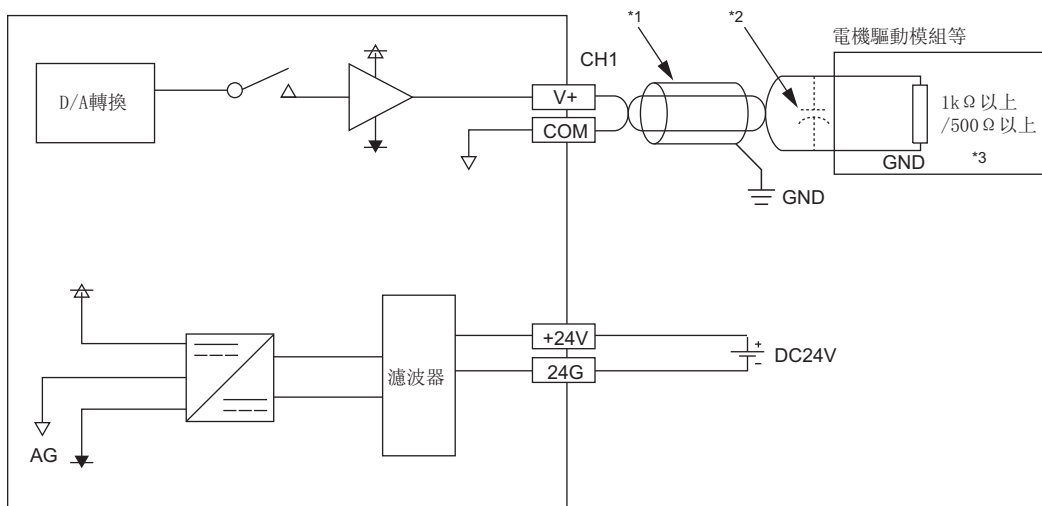 *1
*2
電機驅動模組等
CH1
D/A轉換
V+
COM
1kΩ以上
/500Ω以上
*3
GND
GND
+24V
24G
+
−
DC24V
濾波器
AG